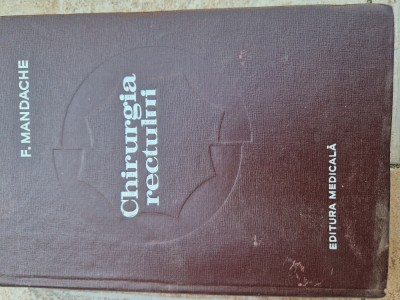 F. MANDACHE
Chirurgia
rectului
EDITURA MEDICALĂ